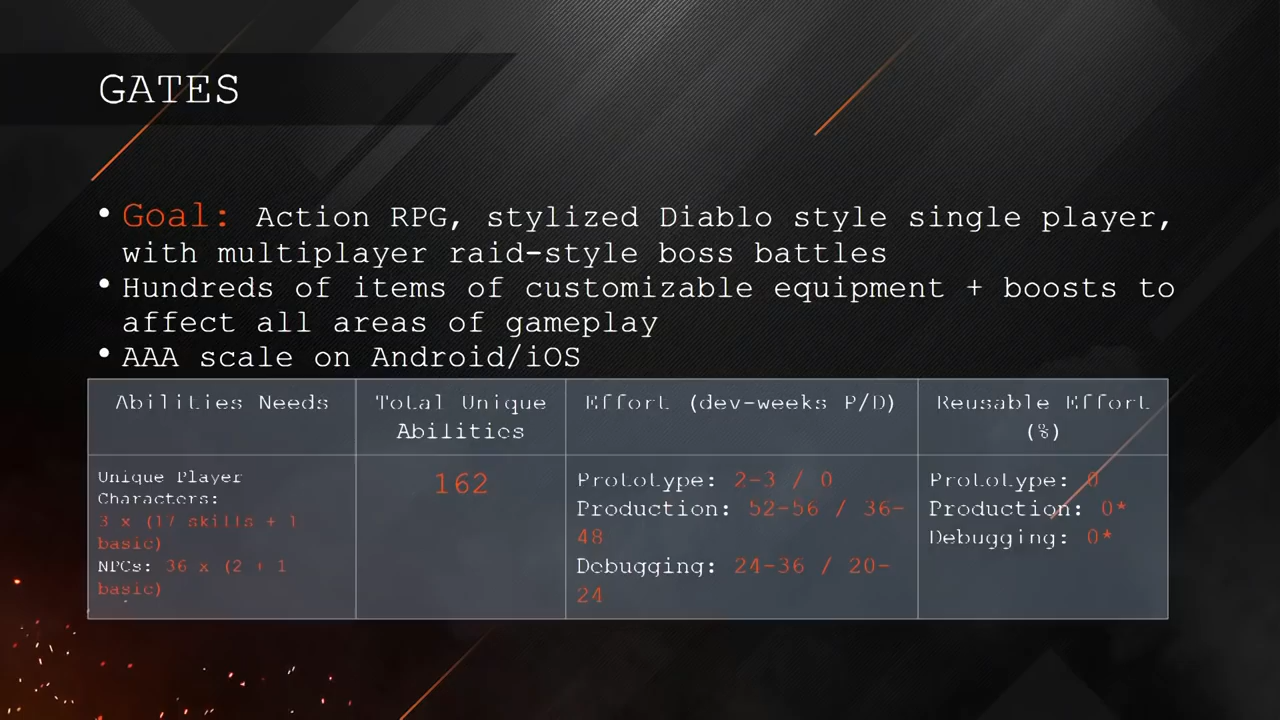 GATES
• Goal: Action RPG, stylized Diablo style single player,
with multiplayer raid-style boss battles
• Hundreds of items of customizable equipment + boosts to
affect all areas of gameplay
• AAA scale on Android/iOS
Abilities Needs
Total Unique
Abilities
Effort (dev-weeks P/D)
Reusable Effort
(%)
Unique Player
Characters:
3 x (17 skills + 1
basic)
NPCs: 36 x (2 + 1
basic)
162
Prototype: 2-3 / 0
Production: 52-56 / 36-
48
Debugging: 24-36 / 20-
24
Prototype: 0
Production: 0*
Debugging: 0*